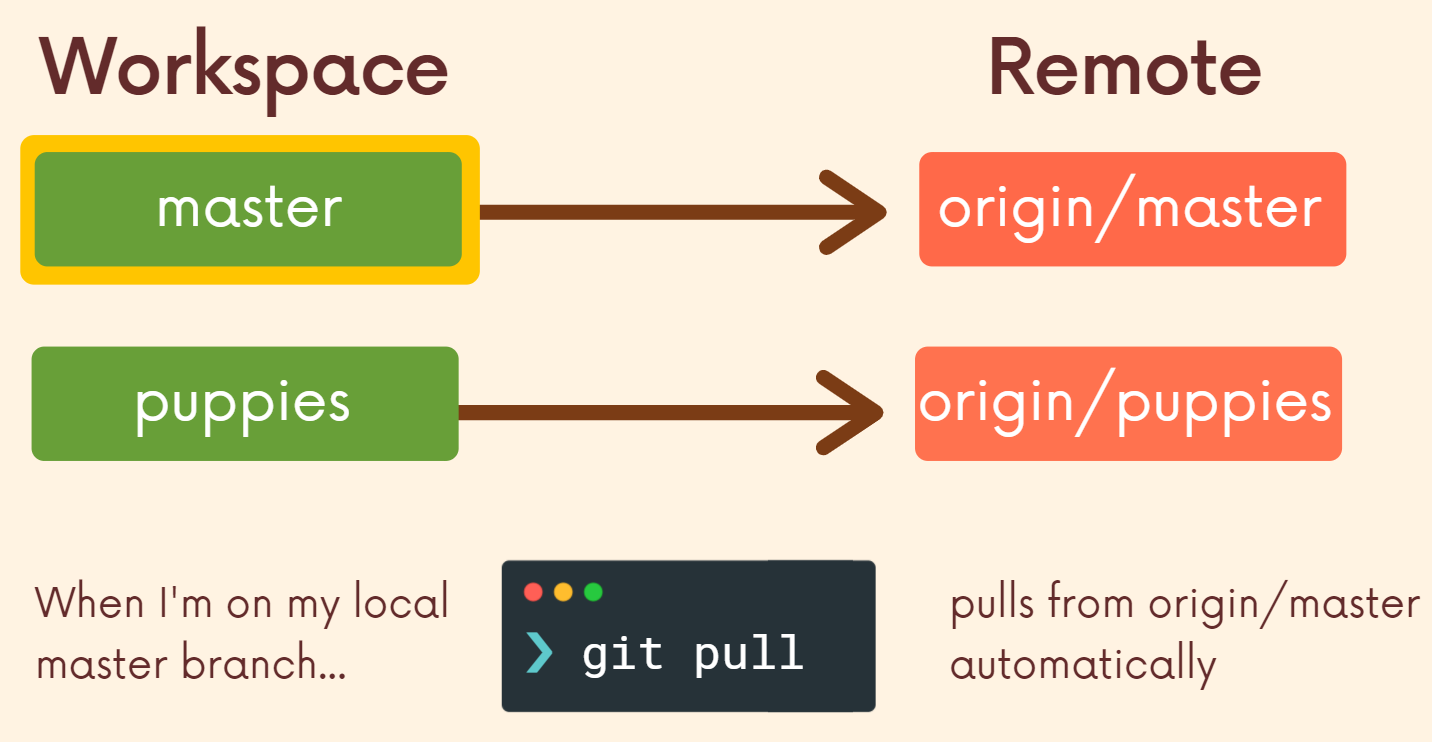 Workspace
Remote
master
origin/master
puppies
origin/puppies
When I'm on my local
master branch...
❯ git pull
pulls from origin/master
automatically